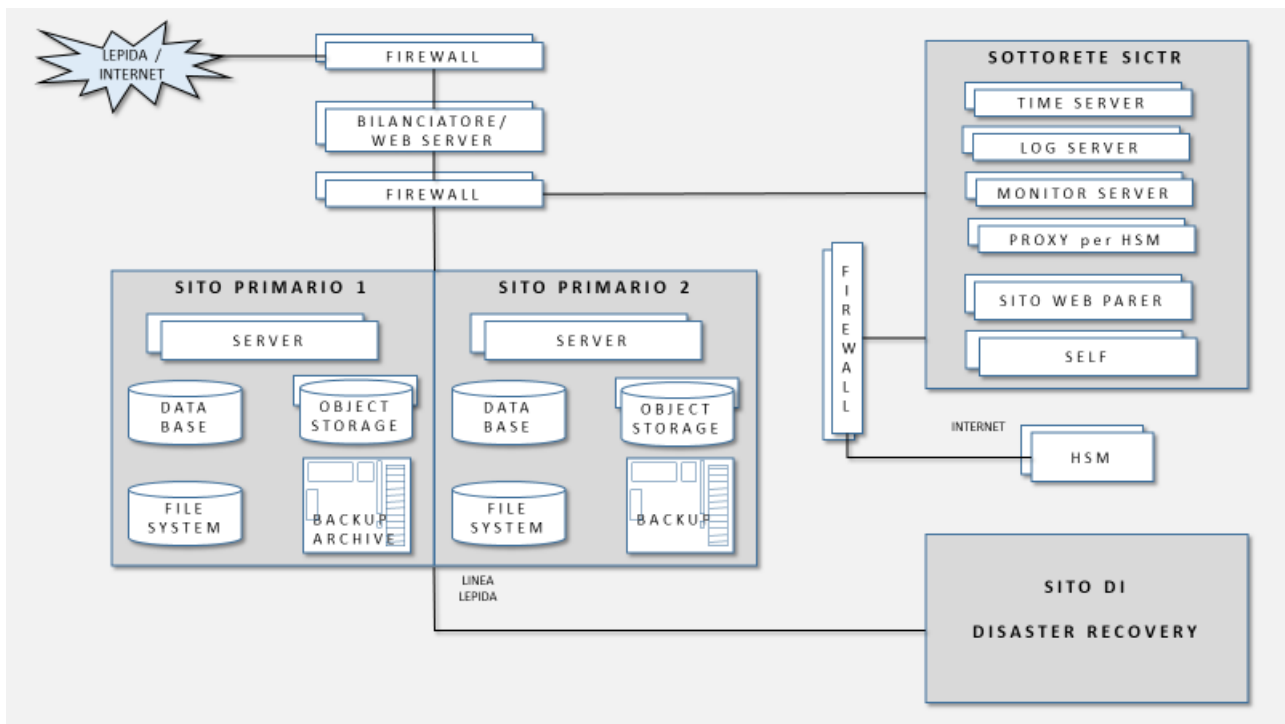 LEPIDA /
INTERNET
FIREWALL
BILANCIATORE/
WEB SERVER
FIREWALL
SOTTORETE SICTR
TIME SERVER
LOG SERVER
MONITOR SERVER
PROXY per HSM
SITO WEB PARER
SELF
FIREWALL
INTERNET
HSM
SITO PRIMARIO 1
SERVER
DATA
BASE
OBJECT
STORAGE
FILE
SYSTEM
BACKUP
ARCHIVE
SITO PRIMARIO 2
SERVER
DATA
BASE
OBJECT
STORAGE
FILE
SYSTEM
BACKUP
LINEA
LEPIDA
SITO DI
DISASTER RECOVERY